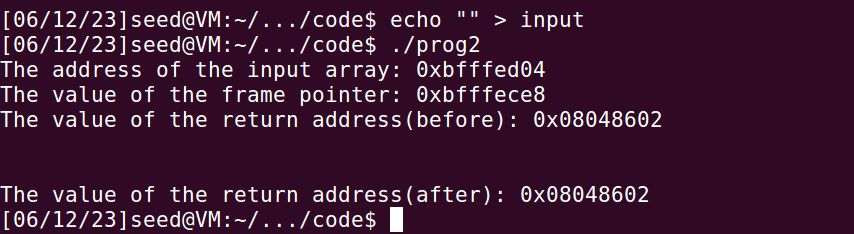 [06/12/23]seed@VM:~/.../code$ echo "" > input
[06/12/23]seed@VM:~/.../code$ ./prog2
The address of the input array: 0xbfffed04
The value of the frame pointer: 0xbfffece8
The value of the return address(before): 0x08048602
The value of the return address(after): 0x08048602
[06/12/23]seed@VM:~/.../code$